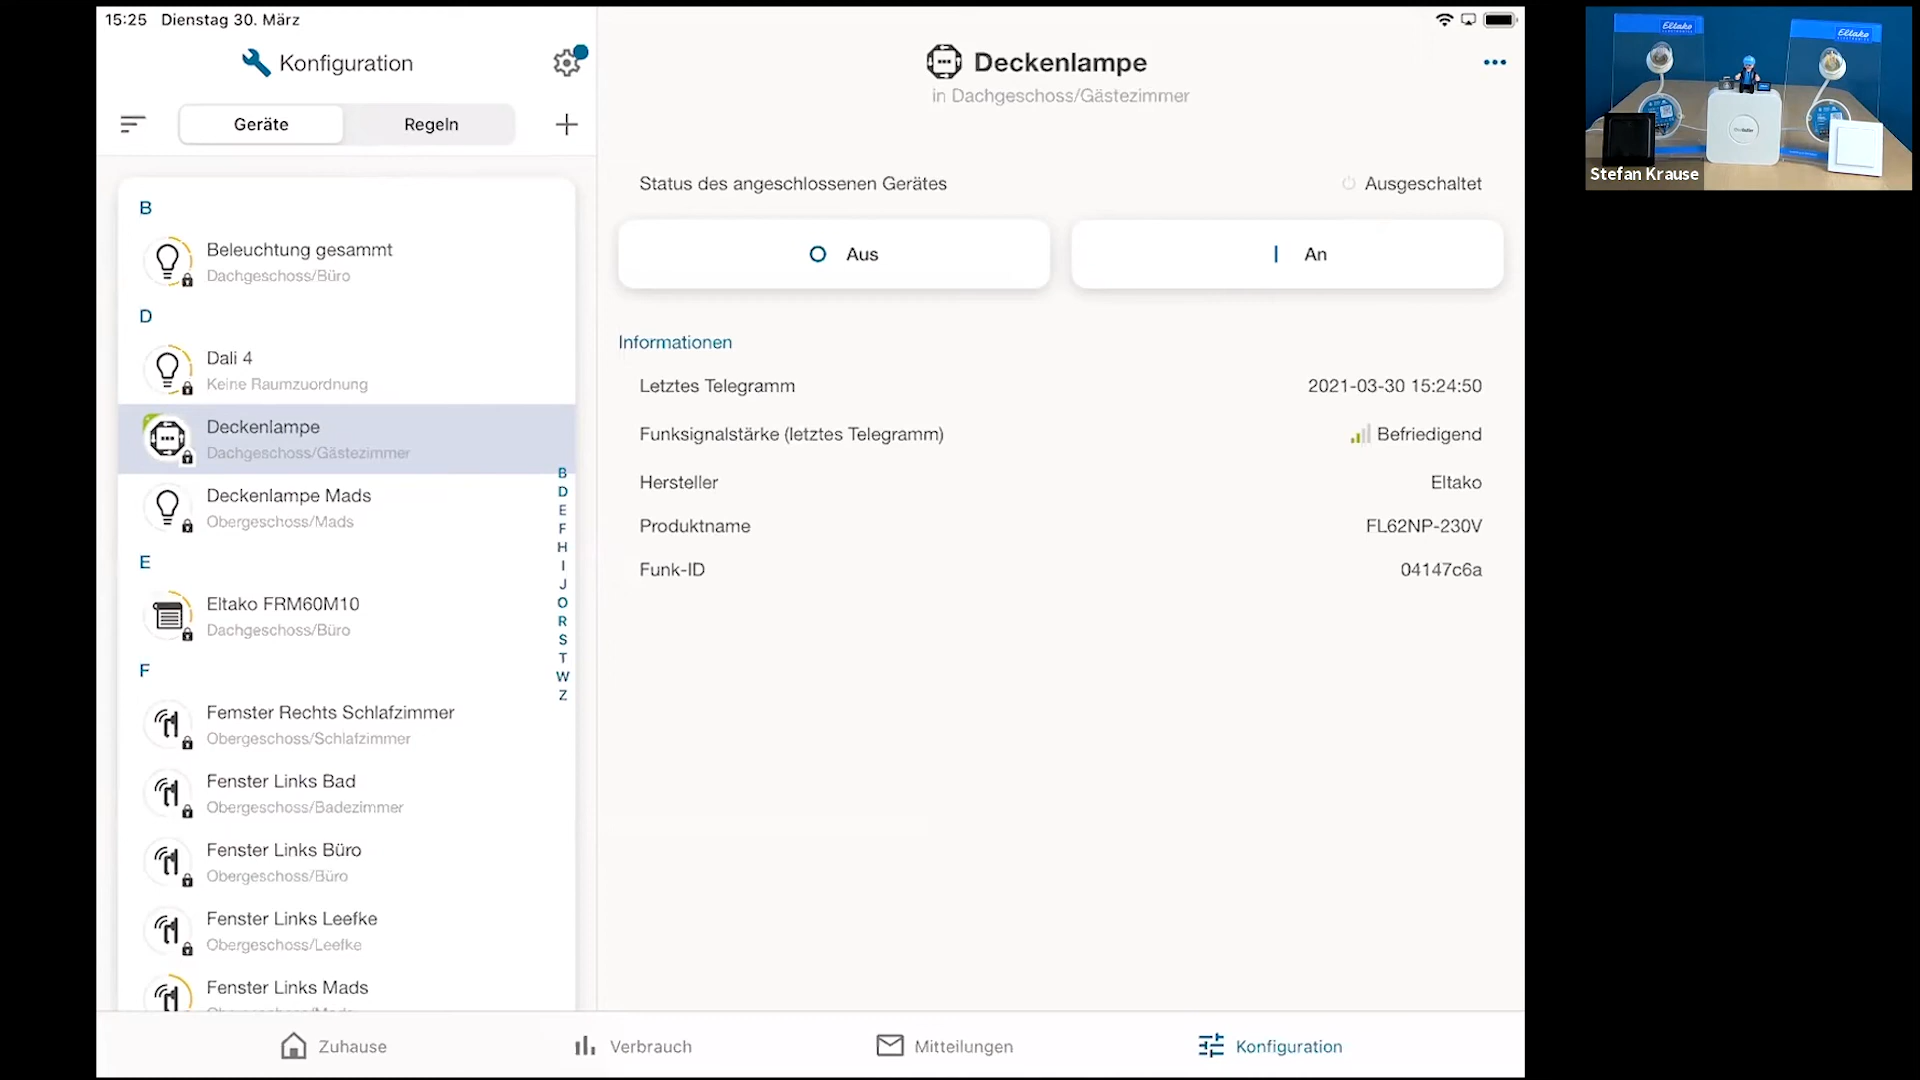 15:25 Dienstag 30. März
Konfiguration
Geräte
Regeln
B
Beleuchtung gesammt
Dachgeschoss/Büro
D
Dali 4
Keine Raumzuordnung
Deckenlampe
Dachgeschoss/Gästezimmer
Deckenlampe Mads
Obergeschoss/Mads
E
Eltako FRM60M10
Dachgeschoss/Büro
F
Femster Rechts Schlafzimmer
Obergeschoss/Schlafzimmer
Fenster Links Bad
Obergeschoss/Badezimmer
Fenster Links Büro
Obergeschoss/Büro
Fenster Links Leefke
Obergeschoss/Leefke
Fenster Links Mads
B
D
E
F
H
I
J
O
R
S
T
W
Z
Deckenlampe
in Dachgeschoss/Gästezimmer
Status des angeschlossenen Gerätes
Ausgeschaltet
Aus
An
Informationen
Letztes Telegramm
2021-03-30 15:24:50
Funksignalstärke (letztes Telegramm)
Befriedigend
Hersteller
Eltako
Produktname
FL62NP-230V
Funk-ID
04147c6a
Zuhause
Verbrauch
Mitteilungen
Konfiguration
Eltako
Eltako
Stefan Krause